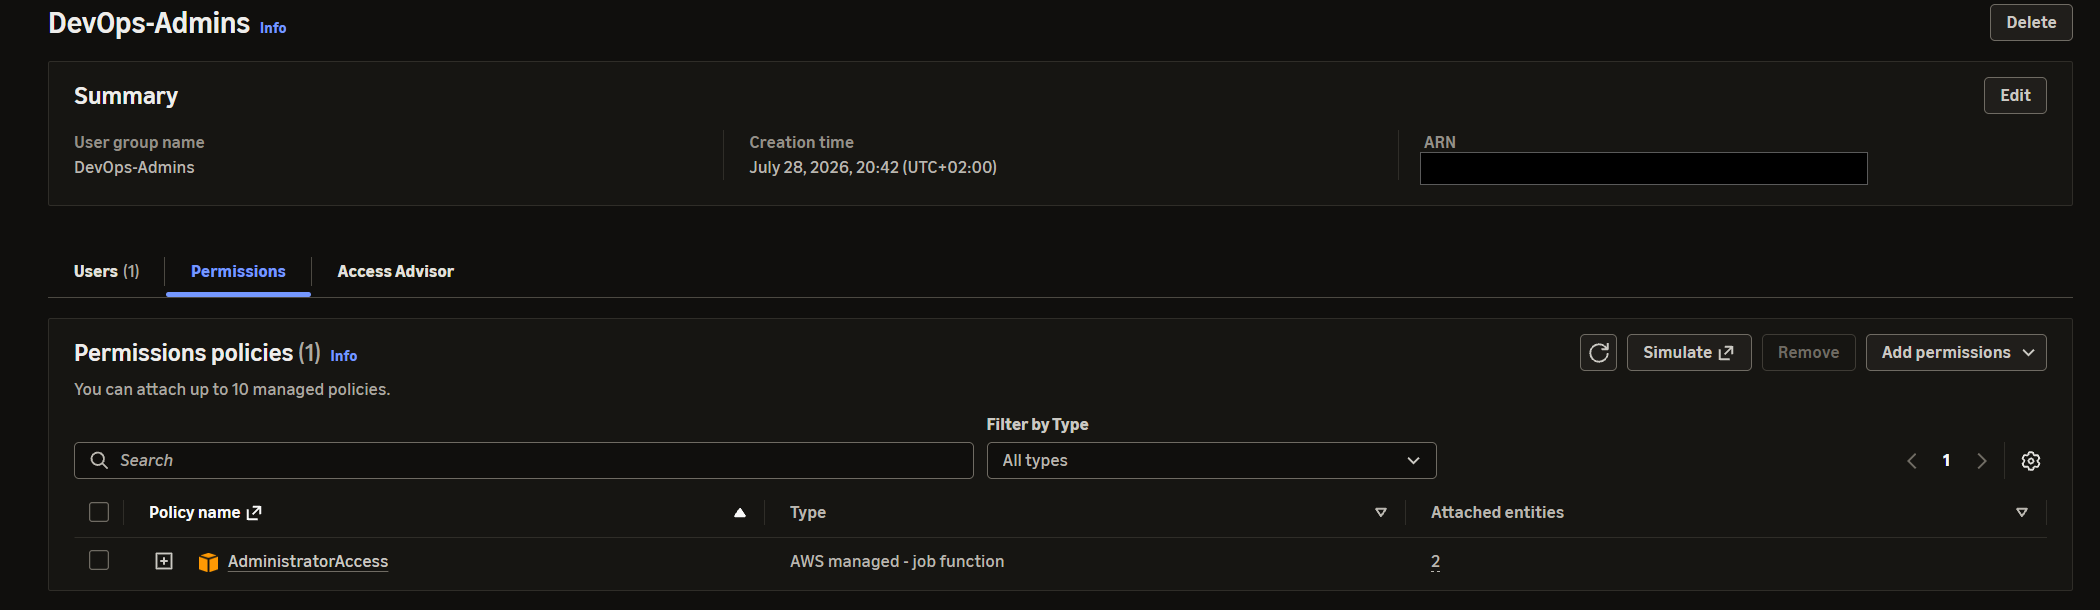 DevOps-Admins Info
Delete
Summary
Edit
User group name
DevOps-Admins
Creation time
July 28, 2026, 20:42 (UTC+02:00)
ARN
Users (1)
Permissions
Access Advisor
Permissions policies (1) Info
Simulate
Remove
Add permissions
You can attach up to 10 managed policies.
Filter by Type
Search
All types
1
Policy name
Type
Attached entities
AdministratorAccess
AWS managed - job function
2